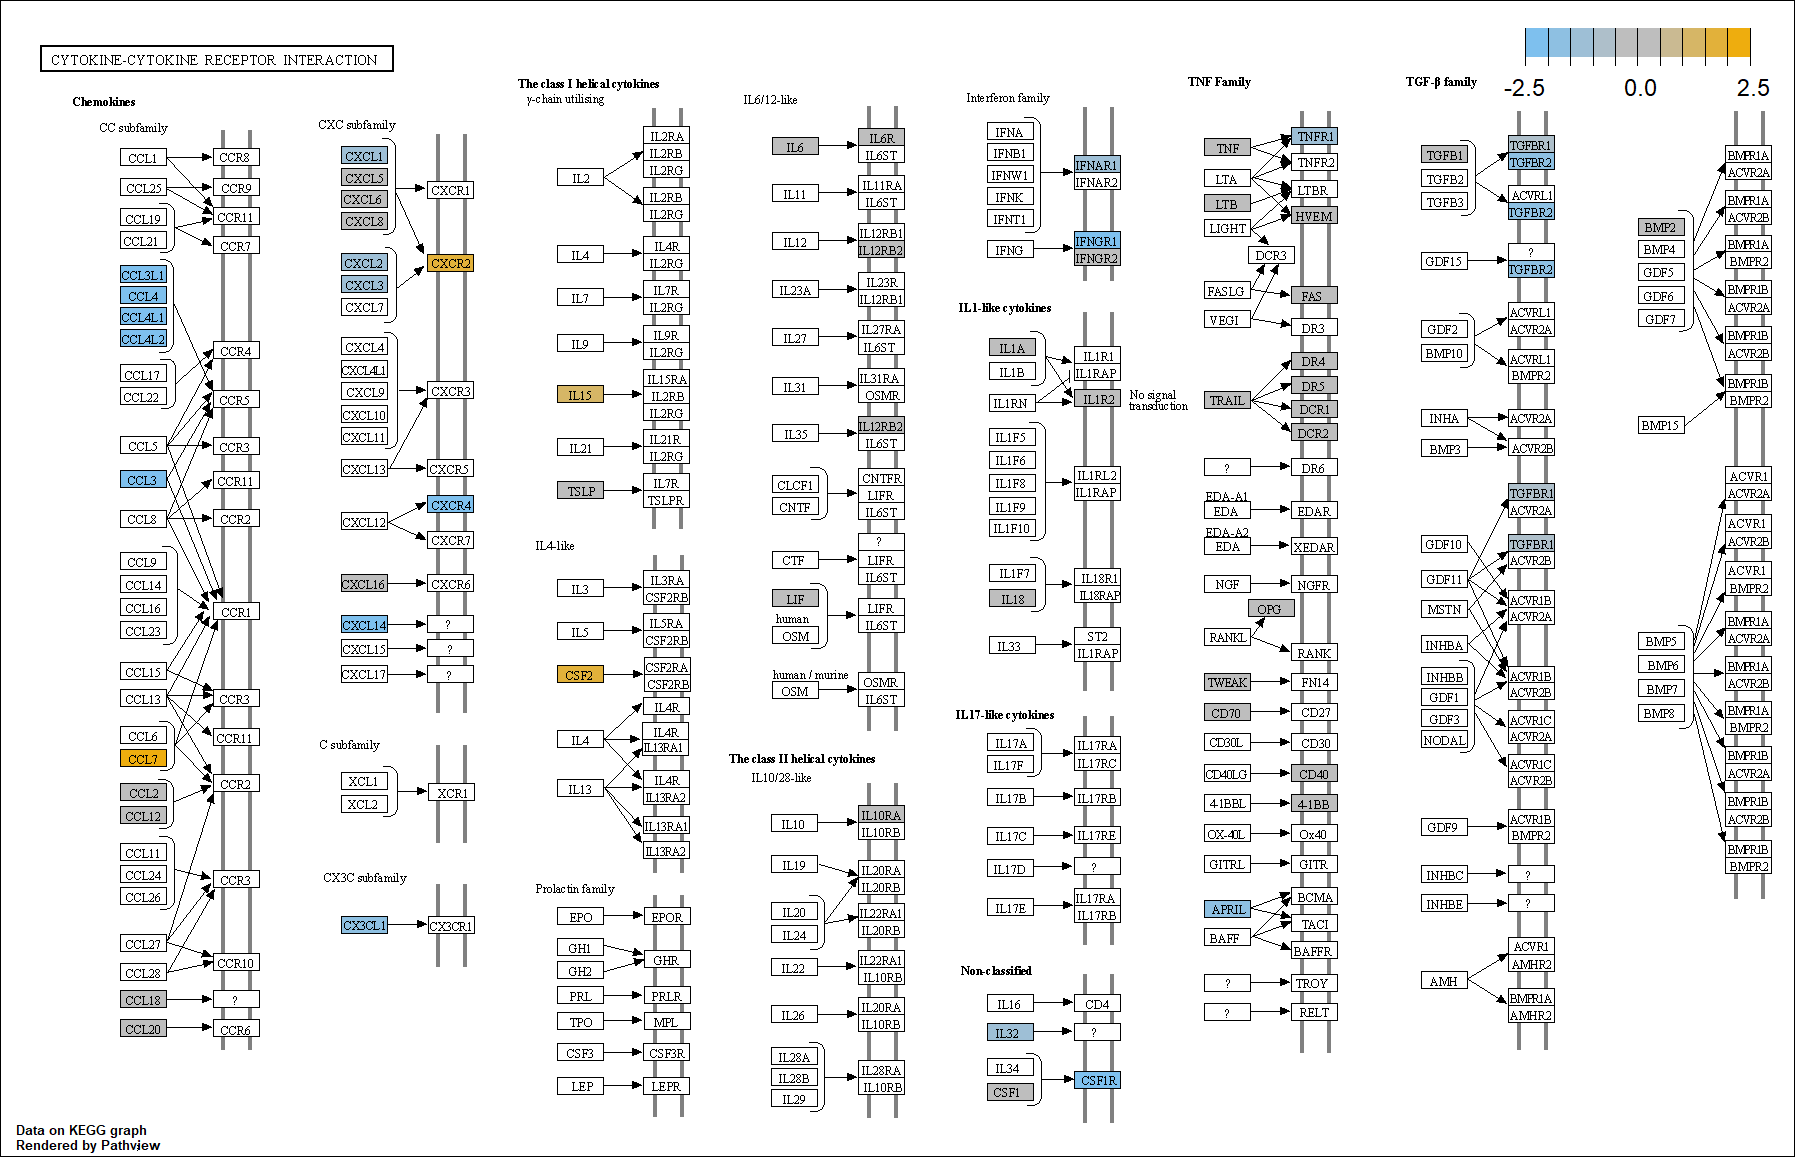 CYTOKINE-CYTOKINE RECEPTOR INTERACTION
-2.5
0.0
2.5
Chemokines
CC subfamily
CCL1
CCL25
CCL19
CCL21
CCL3L1
CCL4
CCL4L1
CCL4L2
CCL17
CCL22
CCL5
CCL3
CCL8
CCL9
CCL14
CCL16
CCL23
CCL15
CCL13
CCL6
CCL7
CCL2
CCL12
CCL11
CCL24
CCL26
CCL27
CCL28
CCL18
CCL20
CCR8
CCR9
CCR11
CCR7
CCR4
CCR5
CCR3
CCR11
CCR2
CCR1
CCR3
CCR11
CCR2
CCR3
CCR10
?
CCR6
CXC subfamily
CXCL1
CXCL5
CXCL6
CXCL8
CXCL2
CXCL3
CXCL7
CXCL4
CXCL4L1
CXCL9
CXCL10
CXCL11
CXCL13
CXCL12
CXCL16
CXCL14
CXCL15
CXCL17
CXCR1
CXCR2
CXCR3
CXCR5
CXCR4
CXCR7
CXCR6
?
?
?
C subfamily
XCL1
XCL2
XCR1
CX3C subfamily
CX3CL1
CX3CR1
The class I helical cytokines
γ-chain utilising
IL2
IL4
IL7
IL9
IL15
IL21
TSLP
IL2RA
IL2RB
IL2RG
IL2RB
IL2RG
IL4R
IL2RG
IL7R
IL2RG
IL9R
IL2RG
IL15RA
IL2RB
IL2RG
IL21R
IL2RG
IL7R
TSLPR
IL4-like
IL3
IL5
CSF2
IL4
IL13
IL3RA
CSF2RB
IL5RA
CSF2RB
CSF2RA
CSF2RB
IL4R
IL4R
IL13RA1
IL4R
IL13RA2
IL13RA1
IL13RA2
Prolactin family
EPO
GH1
GH2
PRL
TPO
CSF3
LEP
EPOR
GHR
PRLR
MPL
CSF3R
LEPR
IL6/12-like
IL6
IL11
IL12
IL23A
IL27
IL31
IL35
CLCF1
CNTF
CTF
LIF
human
OSM
human / murine
OSM
IL6R
IL6ST
IL11RA
IL6ST
IL12RB1
IL12RB2
IL23R
IL12RB1
IL27RA
IL6ST
IL31RA
OSMR
IL12RB2
IL6ST
CNTFR
LIFR
IL6ST
?
LIFR
IL6ST
LIFR
IL6ST
OSMR
IL6ST
The class II helical cytokines
IL10/28-like
IL10
IL19
IL20
IL24
IL22
IL26
IL28A
IL28B
IL29
IL10RA
IL10RB
IL20RA
IL20RB
IL22RA1
IL20RB
IL22RA1
IL10RB
IL20RA
IL10RB
IL28RA
IL10RB
Interferon family
IFNA
IFNB1
IFNW1
IFNK
IFNT1
IFNG
IFNAR1
IFNAR2
IFNGR1
IFNGR2
IL1-like cytokines
IL1A
IL1B
IL1RN
IL1F5
IL1F6
IL1F8
IL1F9
IL1F10
IL1F7
IL18
IL33
IL1R1
IL1RAP
IL1R2
No signal
transduction
IL1RL2
IL1RAP
IL18R1
IL18RAP
ST2
IL1RAP
IL17-like cytokines
IL17A
IL17F
IL17B
IL17C
IL17D
IL17E
IL17RA
IL17RC
IL17RB
IL17RE
?
IL17RA
IL17RB
Non-classified
IL16
IL32
IL34
CSF1
CD4
?
CSF1R
TNF Family
TNF
LTA
LTB
LIGHT
DCR3
FASLG
VEGI
TRAIL
?
EDA-A1
EDA
EDA-A2
EDA
NGF
OPG
RANKL
TWEAK
CD70
CD30L
CD40LG
4-1BBL
OX-40L
GITRL
APRIL
BAFF
?
?
TNFR1
TNFR2
LTBR
HVEM
FAS
DR3
DR4
DR5
DCR1
DCR2
DR6
EDAR
XEDAR
NGFR
RANK
FN14
CD27
CD30
CD40
4-1BB
Ox40
GITR
BCMA
TACI
BAFFR
TROY
RELT
TGF-β family
TGFB1
TGFB2
TGFB3
GDF15
GDF2
BMP10
INHA
BMP3
GDF10
GDF11
MSTN
INHBA
INHBB
GDF1
GDF3
NODAL
GDF9
INHBC
INHBE
AMH
TGFBR1
TGFBR2
ACVRL1
TGFBR2
?
TGFBR2
ACVRL1
ACVR2A
ACVRL1
BMPR2
ACVR2A
ACVR2B
TGFBR1
ACVR2A
TGFBR1
ACVR2B
ACVR1B
ACVR2A
ACVR1B
ACVR2B
ACVR1C
ACVR2A
ACVR1C
ACVR2B
ACVR1B
BMPR2
?
?
ACVR1
AMHR2
BMPR1A
AMHR2
BMP2
BMP4
GDF5
GDF6
GDF7
BMP15
BMP5
BMP6
BMP7
BMP8
BMPR1A
ACVR2A
BMPR1A
ACVR2B
BMPR1A
BMPR2
BMPR1B
ACVR2A
BMPR1B
ACVR2B
BMPR1B
BMPR2
ACVR1
ACVR2A
ACVR1
ACVR2B
ACVR1
BMPR2
BMPR1A
ACVR2A
BMPR1A
ACVR2B
BMPR1A
BMPR2
BMPR1B
ACVR2A
BMPR1B
ACVR2B
BMPR1B
BMPR2
Data on KEGG graph
Rendered by Pathview